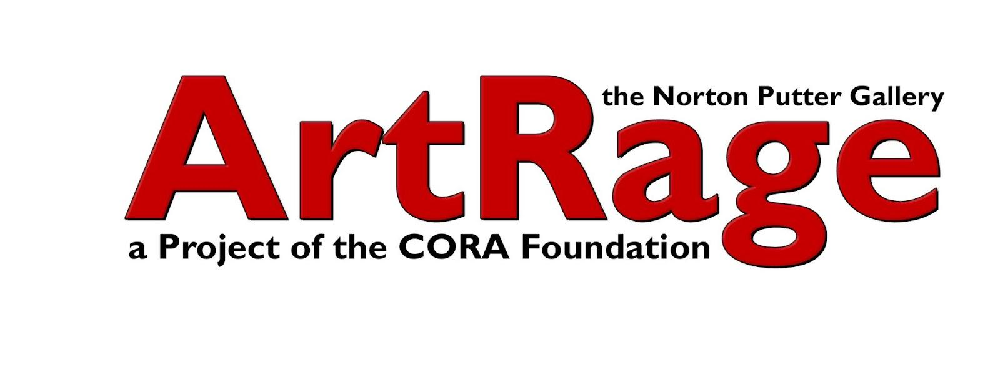 ArtRage
the Norton Putter Gallery
a Project of the CORA Foundation